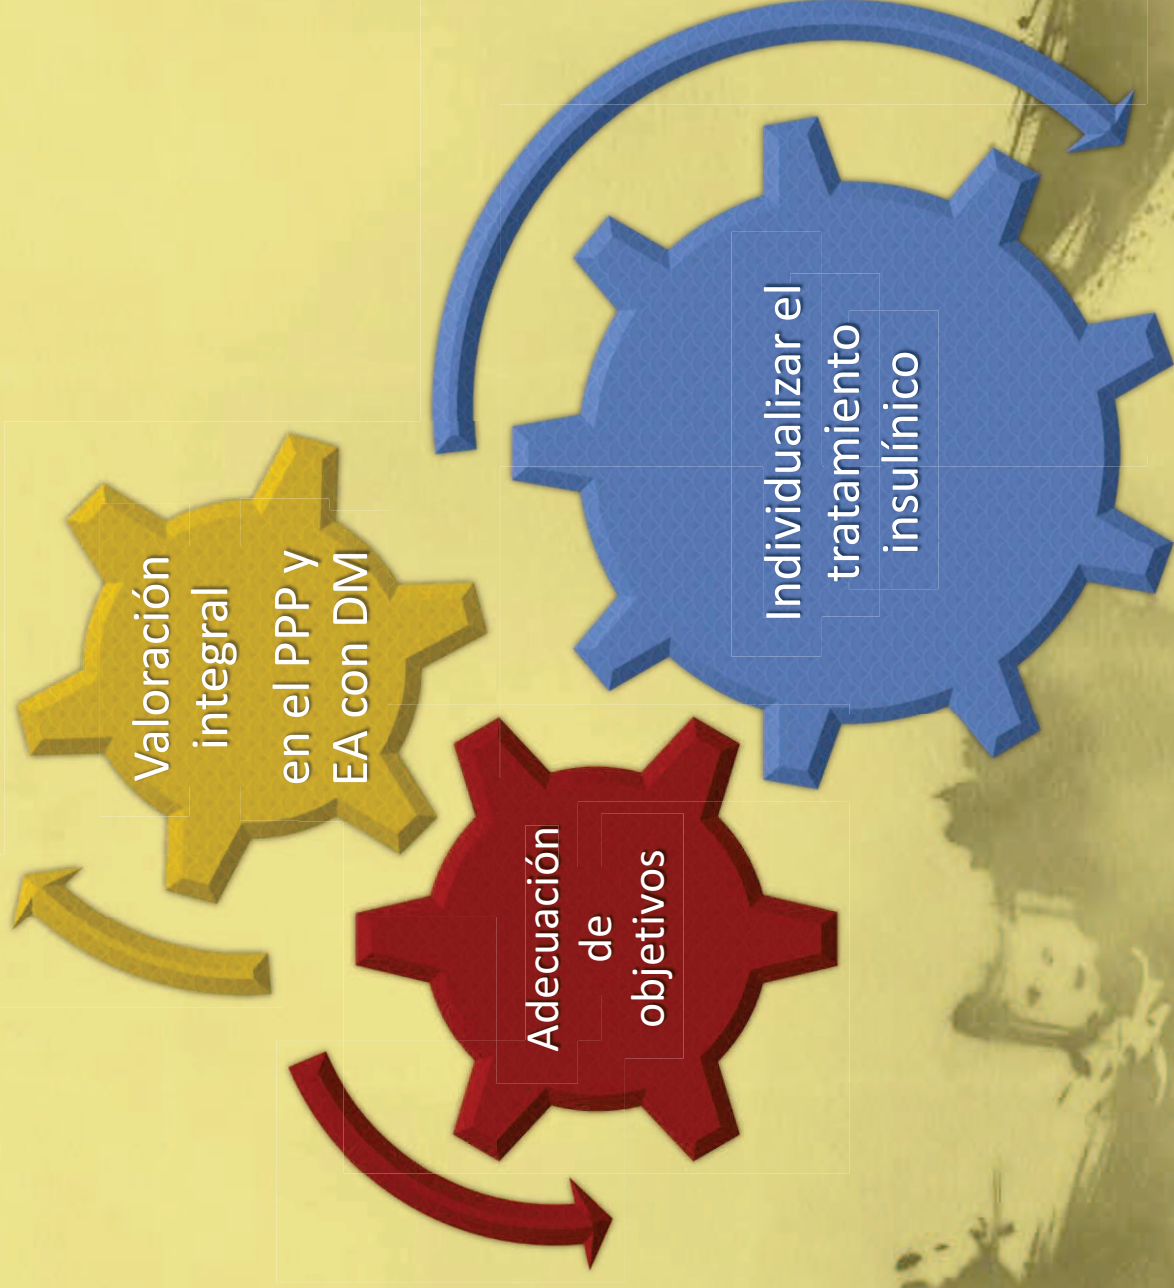 Valoración
integral
en el PPP y
EA con DM
Adecuación
de
objetivos
Individualizar el
tratamiento
insulínico